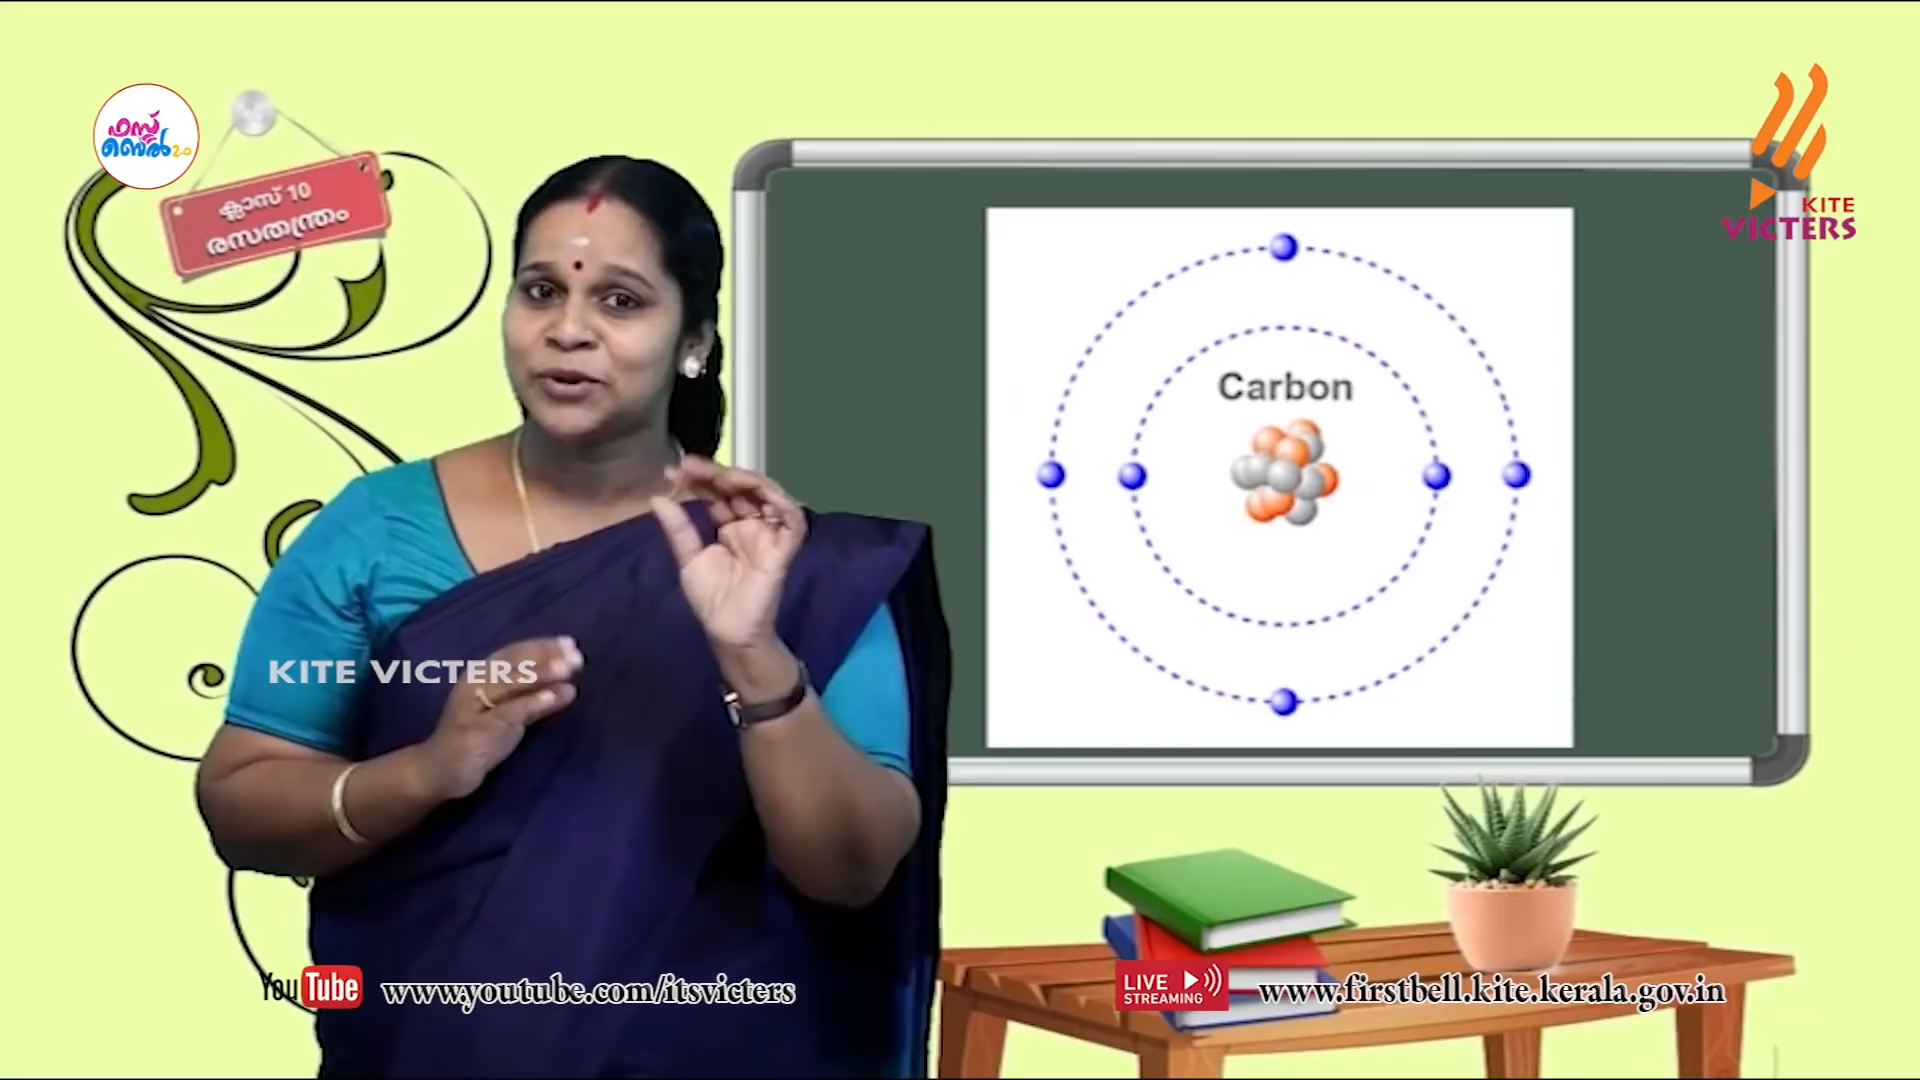 ഫസ്റ്റ്
ബെൽ 2.0
ക്ലാസ് 10
രസതന്ത്രം
KITE
VICTERS
Carbon
KITE VICTERS
YouTube www.youtube.com/itsvicters
LIVE
STREAMING
www.firstbell.kite.kerala.gov.in